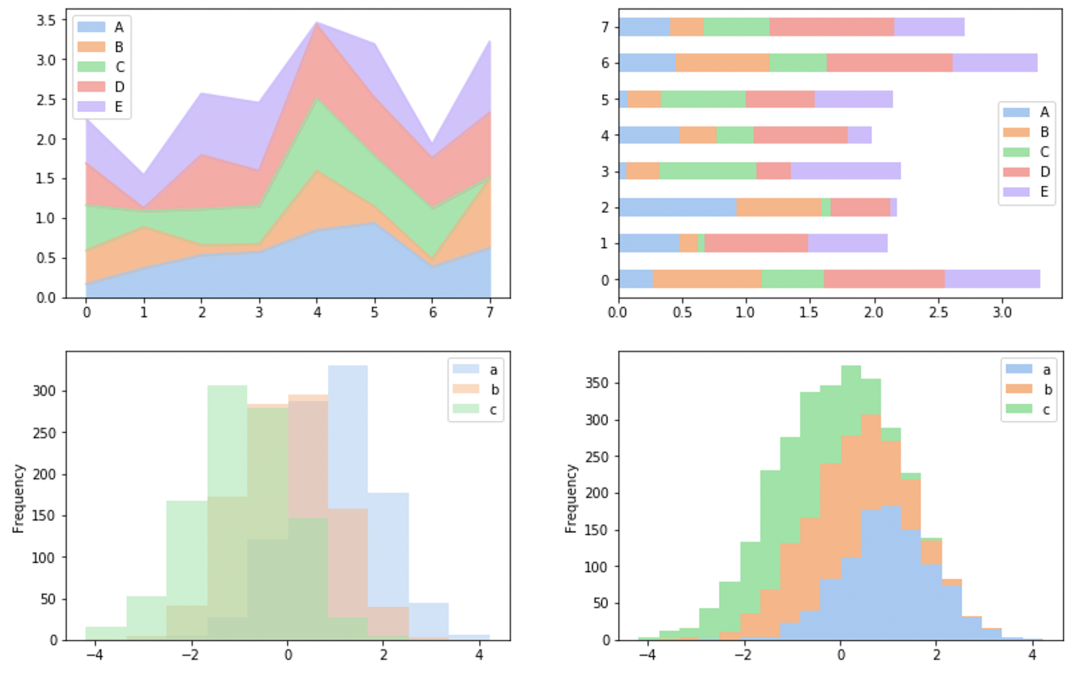 3.5
3.0
2.5
2.0
1.5
1.0
0.5
0.0
A
B
C
D
E
0 1 2 3 4 5 6 7
7
6
5
4
3
2
1
0
A
B
C
D
E
0.0 0.5 1.0 1.5 2.0 2.5 3.0
Frequency
300
250
200
150
100
50
0
a
b
c
−4 −2 0 2 4
Frequency
350
300
250
200
150
100
50
0
a
b
c
−4 −2 0 2 4